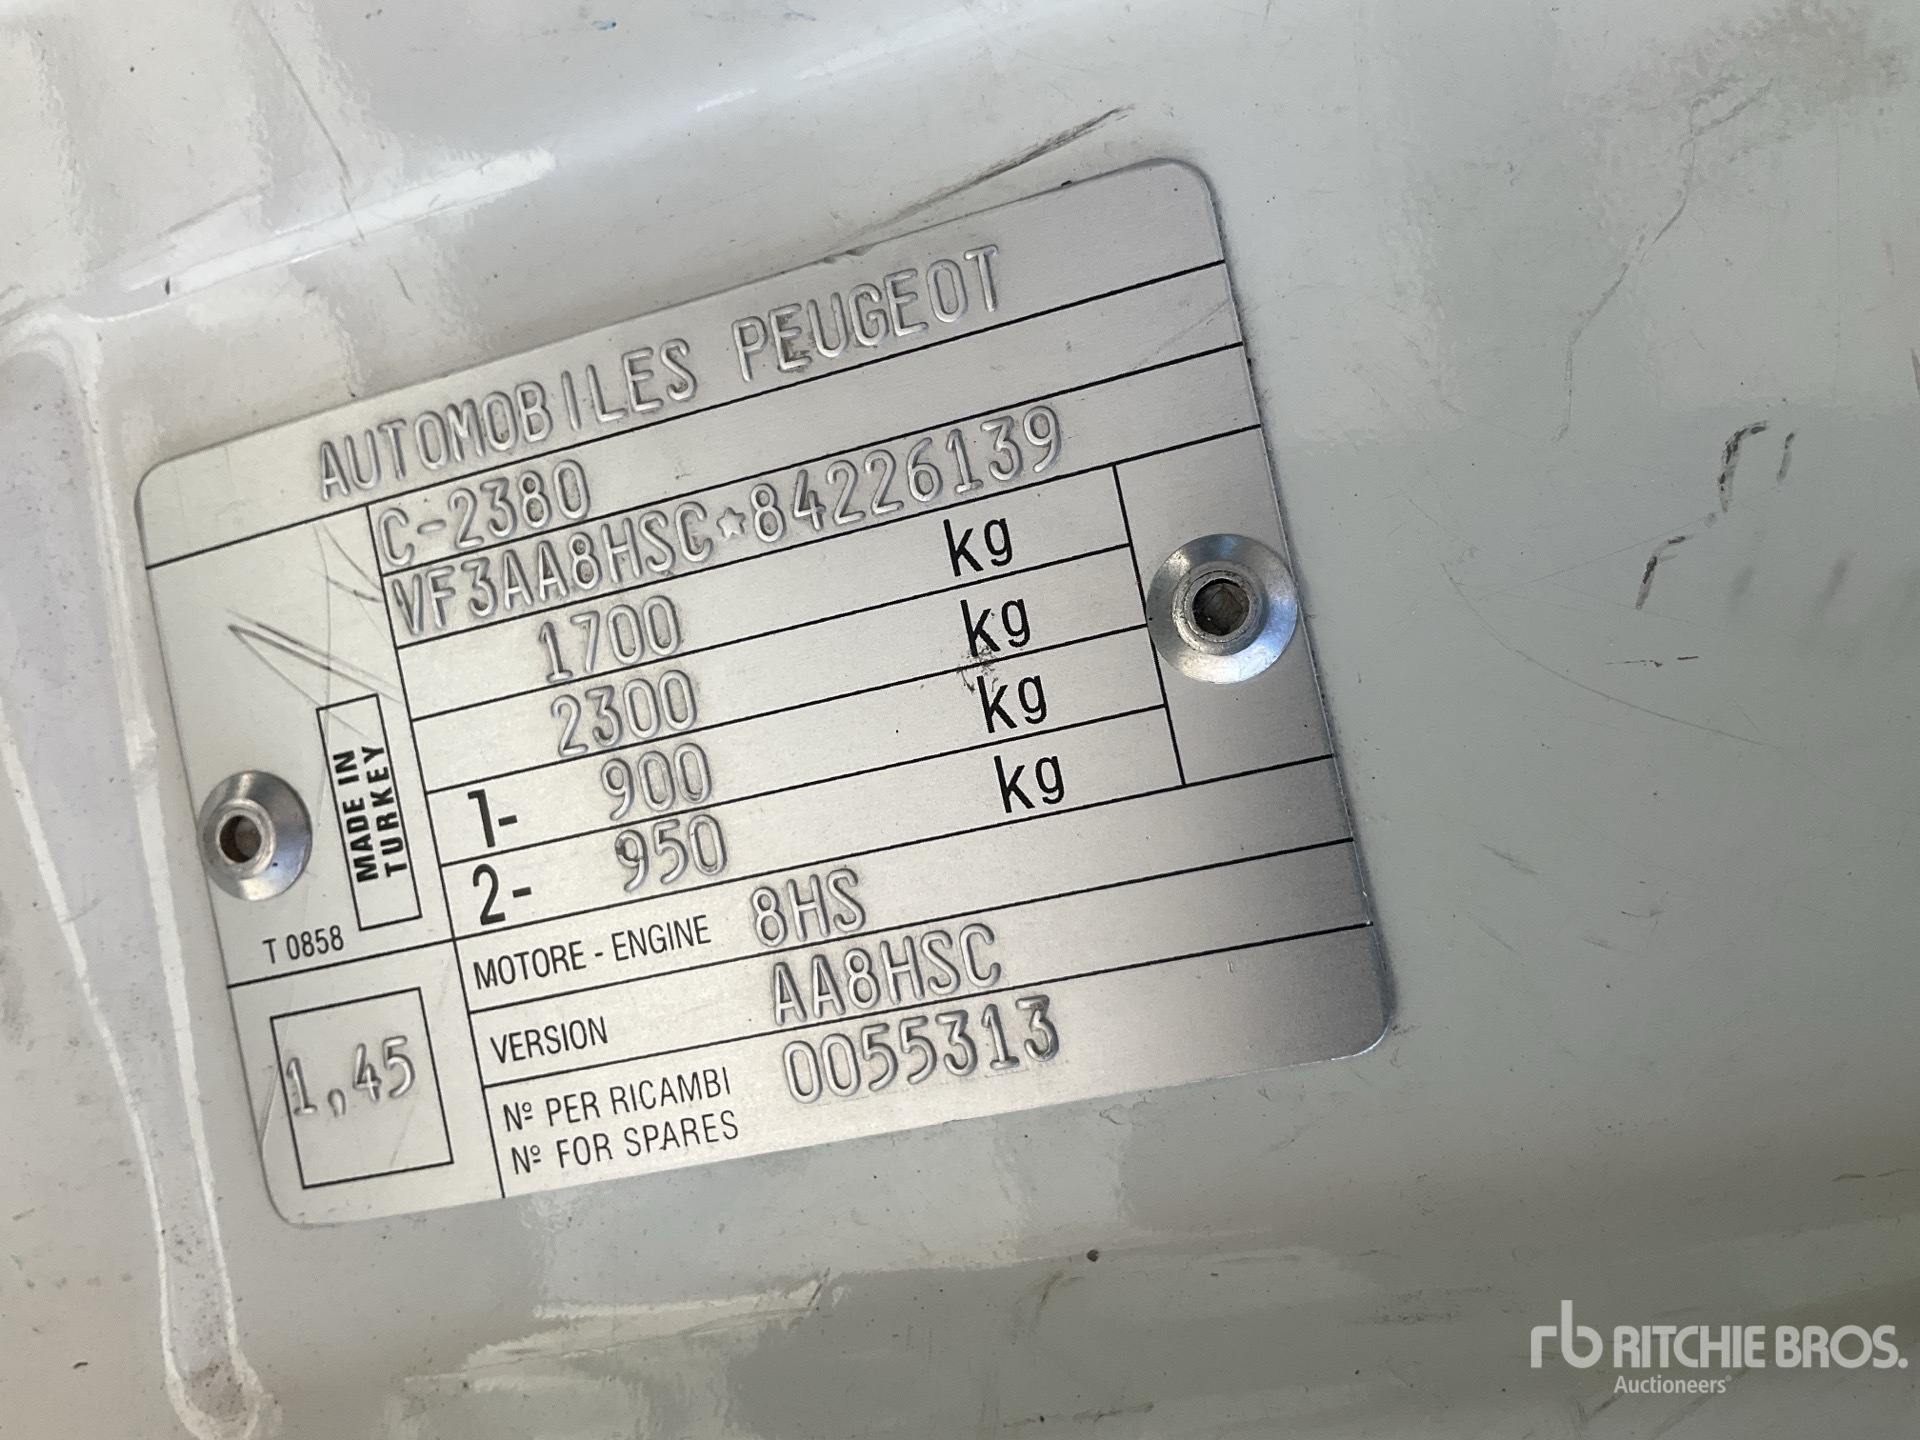 AUTOMOBILES PEUGEOT
C-2380
VF3AA8HSC*84226139
1700 kg
2300 kg
1- 900 kg
2- 950 kg
MADE IN
TURKEY
T 0858
MOTORE - ENGINE 8HS
VERSION AA8HSC
1,45
Nº PER RICAMBI
Nº FOR SPARES
0055313
rb RITCHIE BROS.
Auctioneers